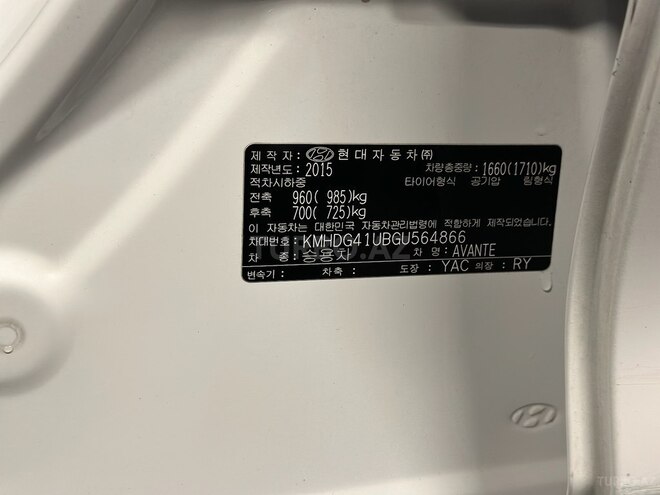 제 작 자 : 현대자동차㈜
제작년도 : 2015 차량총중량 : 1660(1710)kg
적차시하중 타이어형식 공기압 림형식
전축 960( 985)kg
후축 700( 725)kg
이 자동차는 대한민국 자동차관리법령에 적합하게 제작되었음.
차대번호 : KMHDG41UBGU564866
차 종 : 승용차 차 명 : AVANTE
변속기 : 차축 : 도장 : YAC 의장 : RY
TURBO.AZ
TURBO.AZ